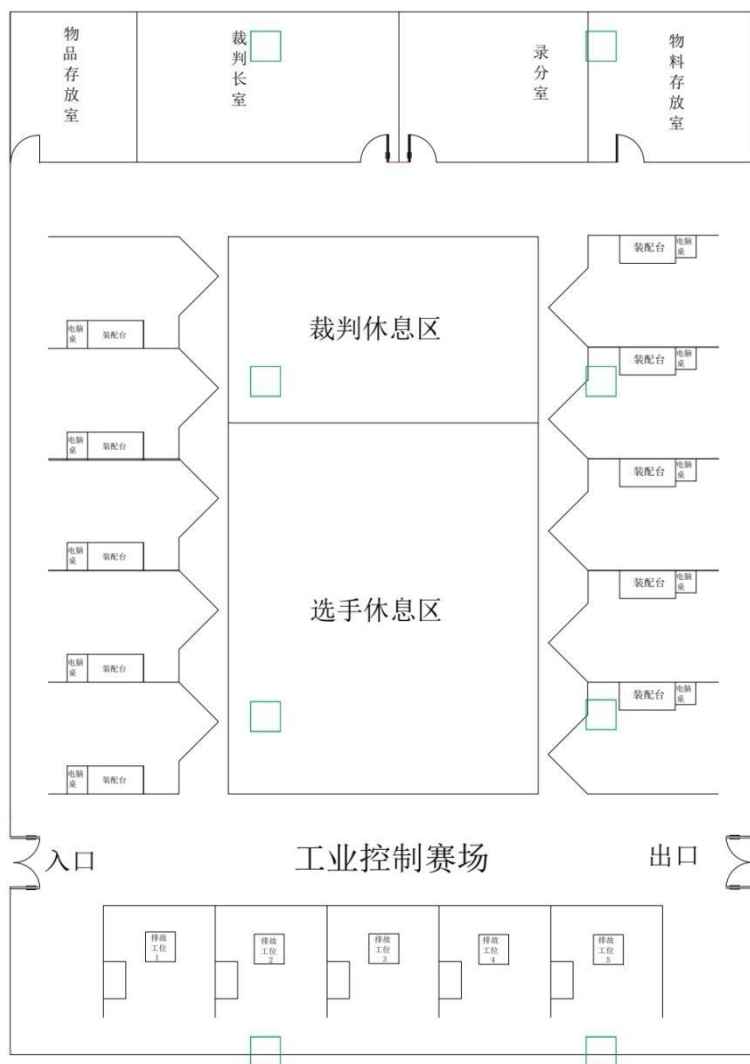 物品存放室
裁判长室
录分室
物料存放室
装配台
电脑桌
裁判休息区
电脑桌
装配台
装配台
电脑桌
电脑桌
装配台
装配台
电脑桌
电脑桌
装配台
装配台
电脑桌
选手休息区
电脑桌
装配台
装配台
电脑桌
电脑桌
装配台
入口
工业控制赛场
出口
排故工位1
排故工位2
排故工位3
排故工位4
排故工位5